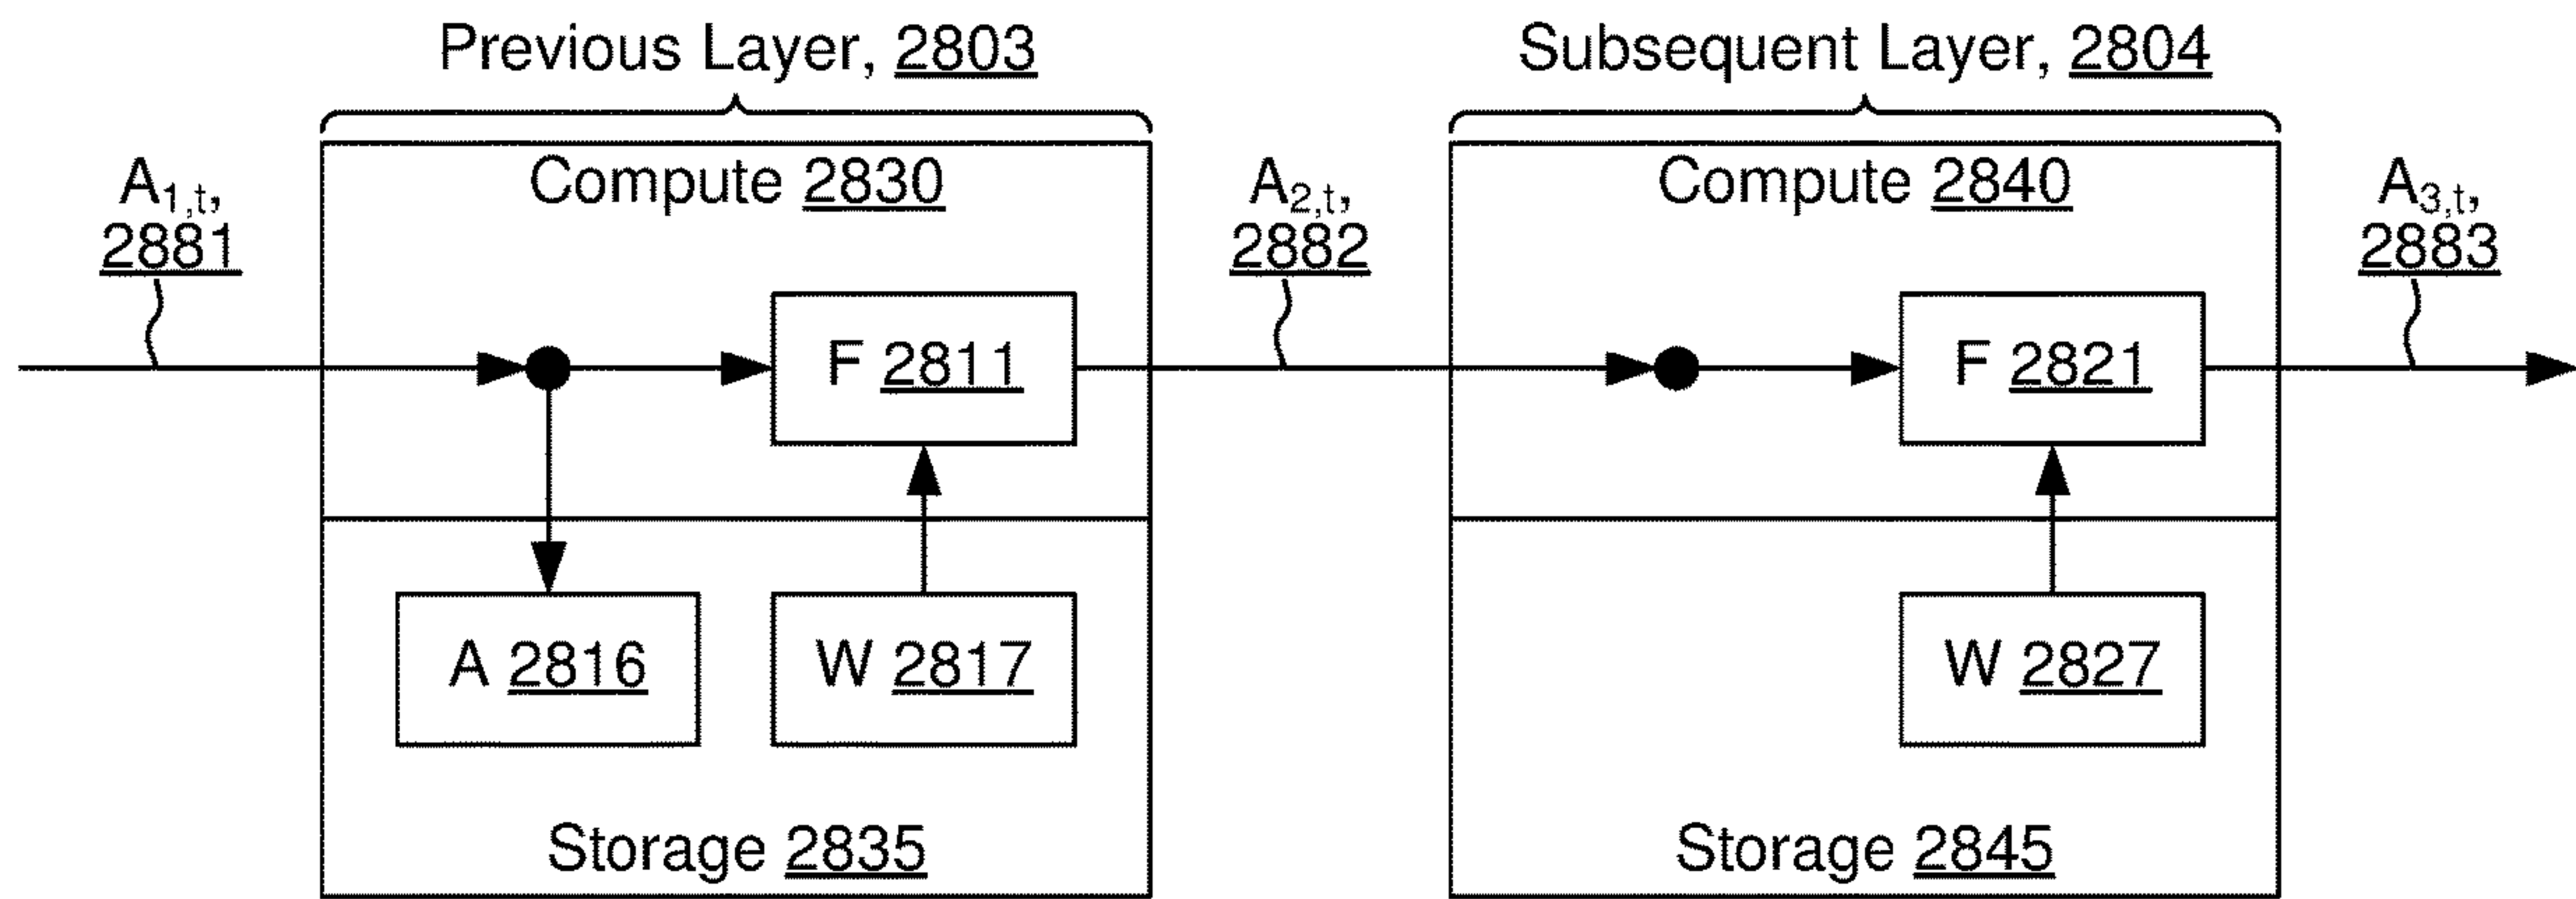 Previous Layer, 2803
Subsequent Layer, 2804
Compute 2830
Compute 2840
A1,t,
2881
A2,t,
2882
A3,t,
2883
F 2811
F 2821
A 2816
W 2817
W 2827
Storage 2835
Storage 2845